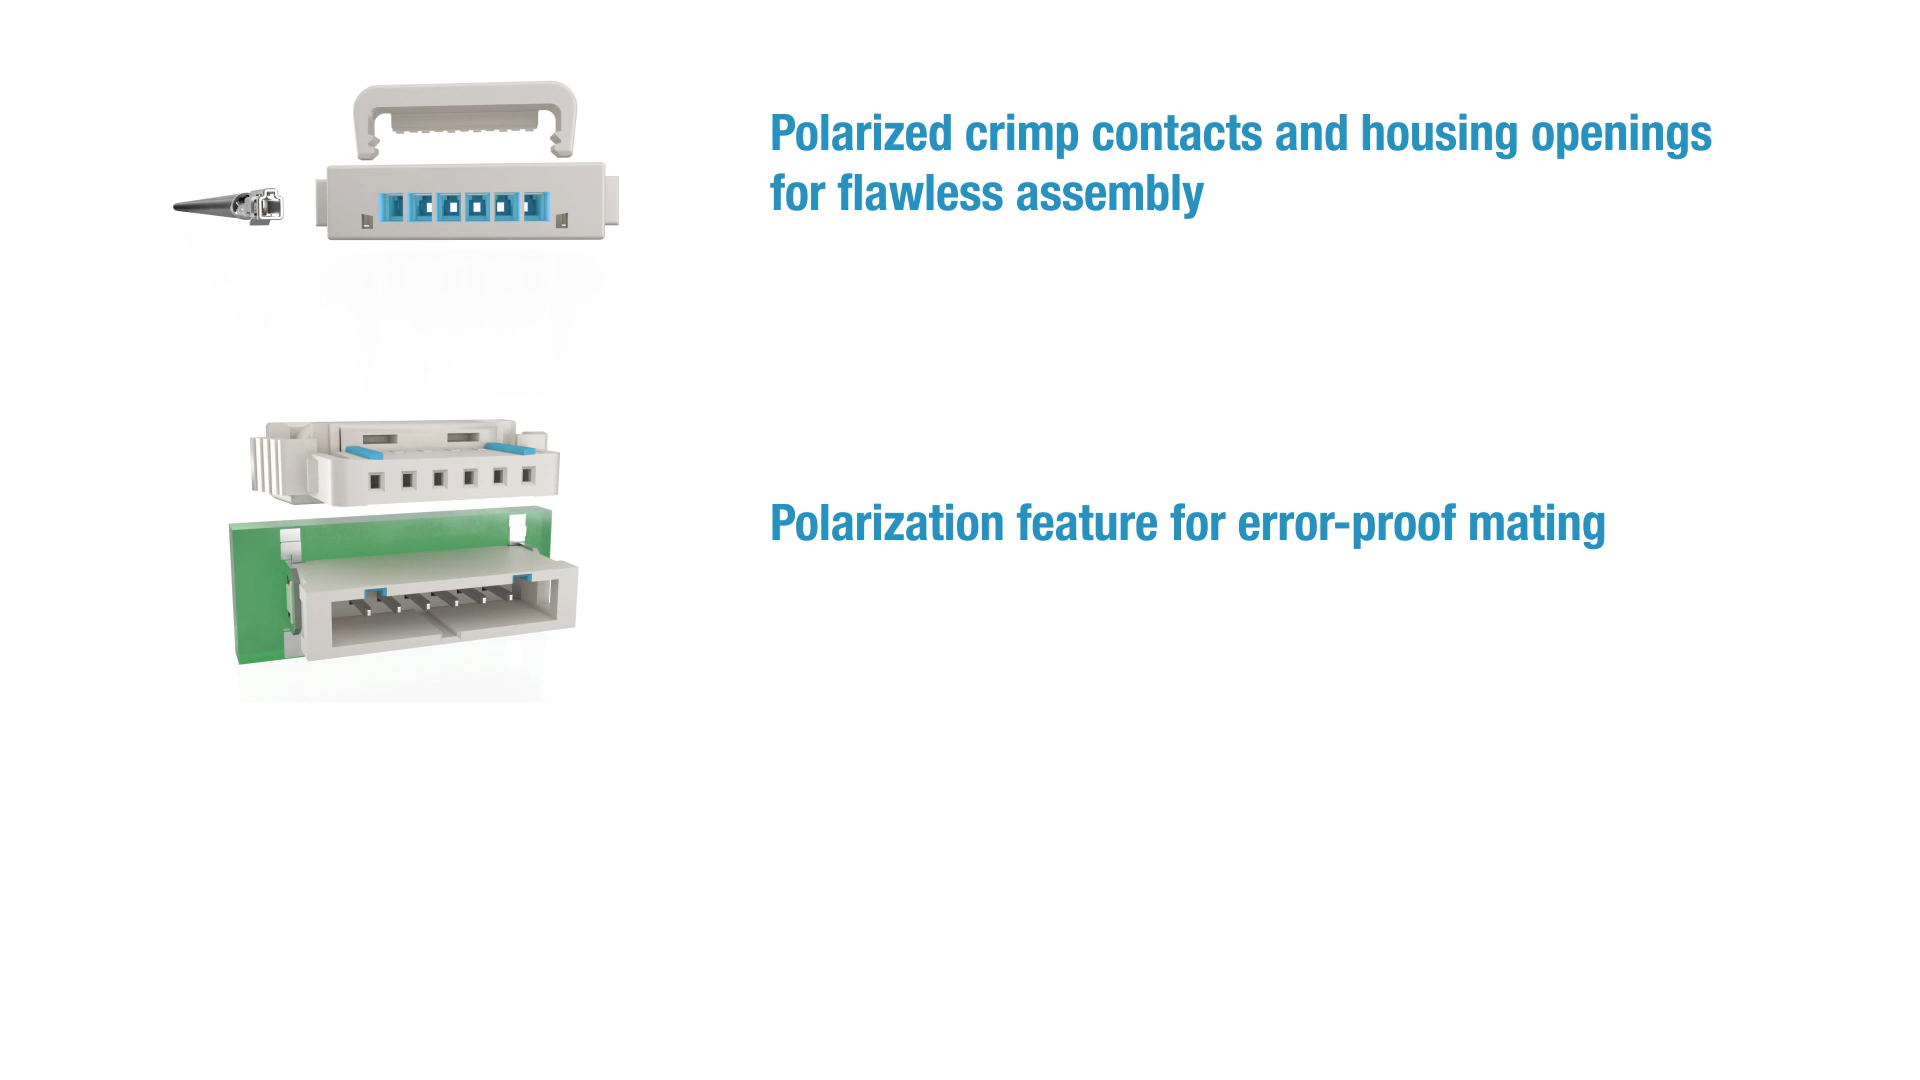 Polarized crimp contacts and housing openings
for flawless assembly
Polarization feature for error-proof mating